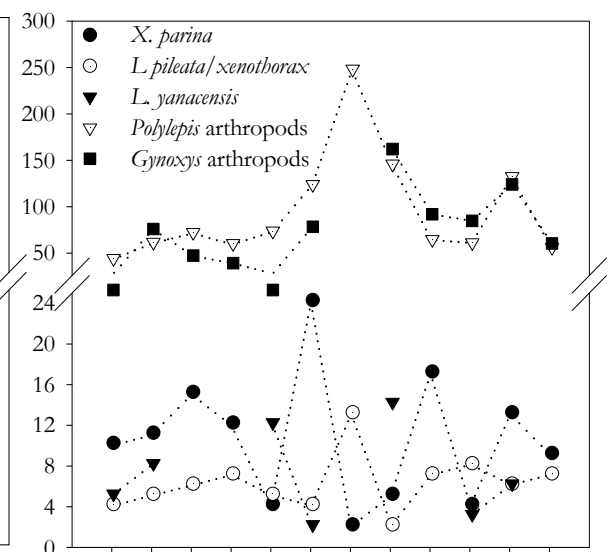 300
X. parina
L pileata/xenothorax
250
L. yanacensis
200
Polylepis arthropods
150
Gynoxys arthropods
100
50
24
20
16
12
8
4
0